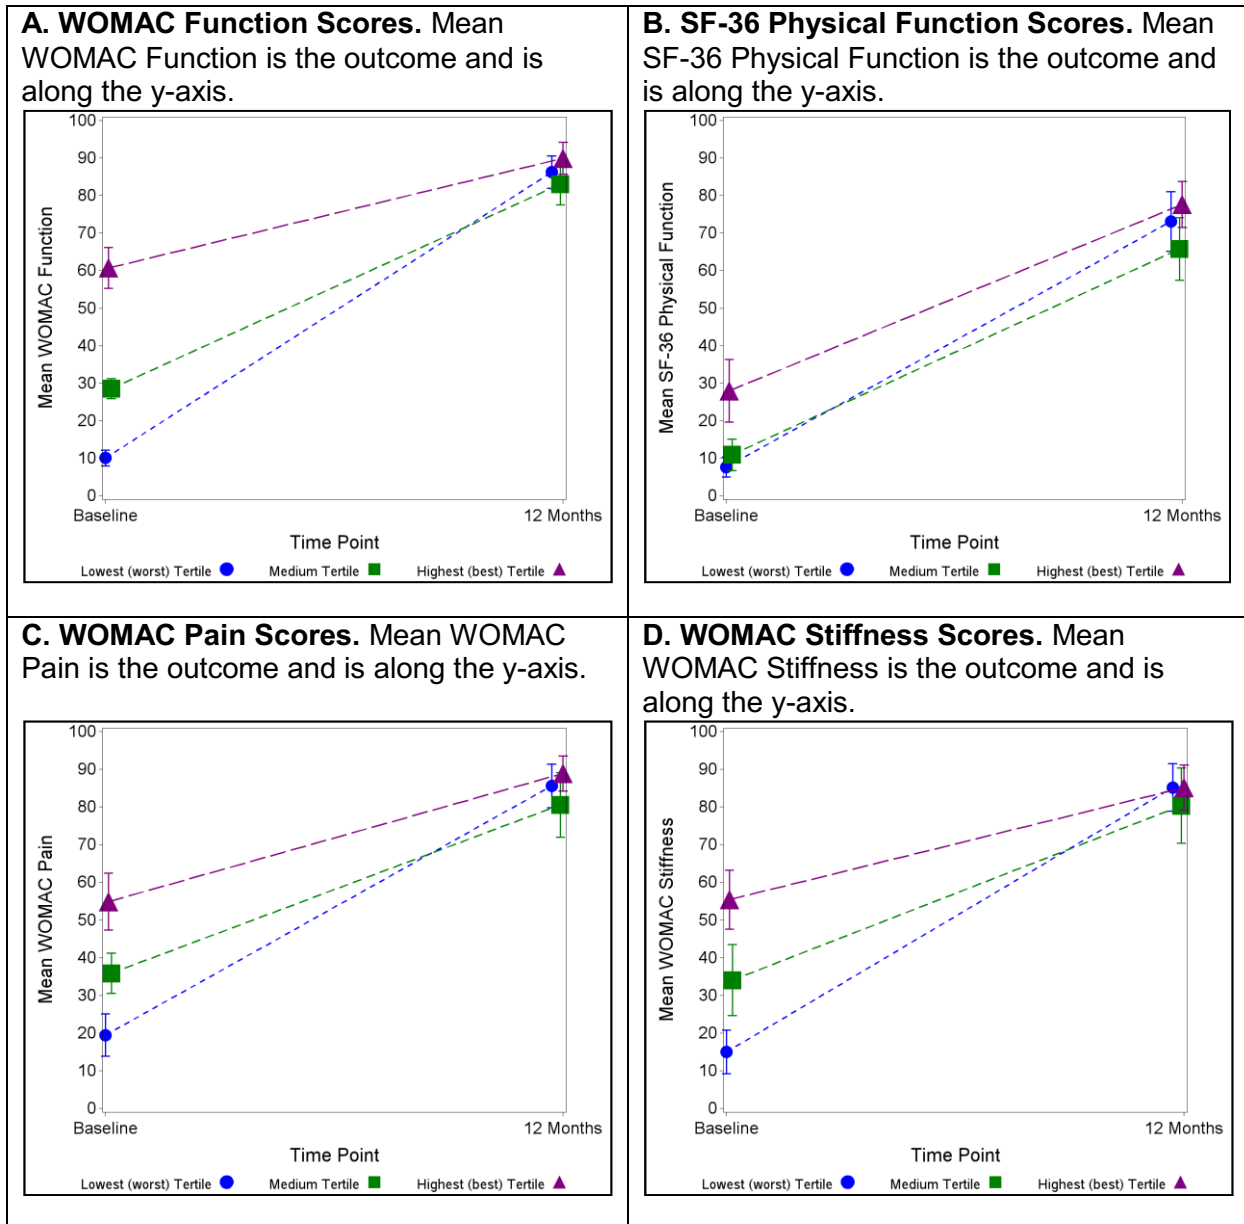 A. WOMAC Function Scores. Mean
WOMAC Function is the outcome and is
along the y-axis.
100
90
80
70
60
50
40
30
20
10
0
Mean WOMAC Function
Baseline
12 Months
Time Point
Lowest (worst) Tertile
Medium Tertile
Highest (best) Tertile
B. SF-36 Physical Function Scores. Mean
SF-36 Physical Function is the outcome and
is along the y-axis.
100
90
80
70
60
50
40
30
20
10
0
Mean SF-36 Physical Function
Baseline
12 Months
Time Point
Lowest (worst) Tertile
Medium Tertile
Highest (best) Tertile
C. WOMAC Pain Scores. Mean WOMAC
Pain is the outcome and is along the y-axis.
100
90
80
70
60
50
40
30
20
10
0
Mean WOMAC Pain
Baseline
12 Months
Time Point
Lowest (worst) Tertile
Medium Tertile
Highest (best) Tertile
D. WOMAC Stiffness Scores. Mean
WOMAC Stiffness is the outcome and is
along the y-axis.
100
90
80
70
60
50
40
30
20
10
0
Mean WOMAC Stiffness
Baseline
12 Months
Time Point
Lowest (worst) Tertile
Medium Tertile
Highest (best) Tertile